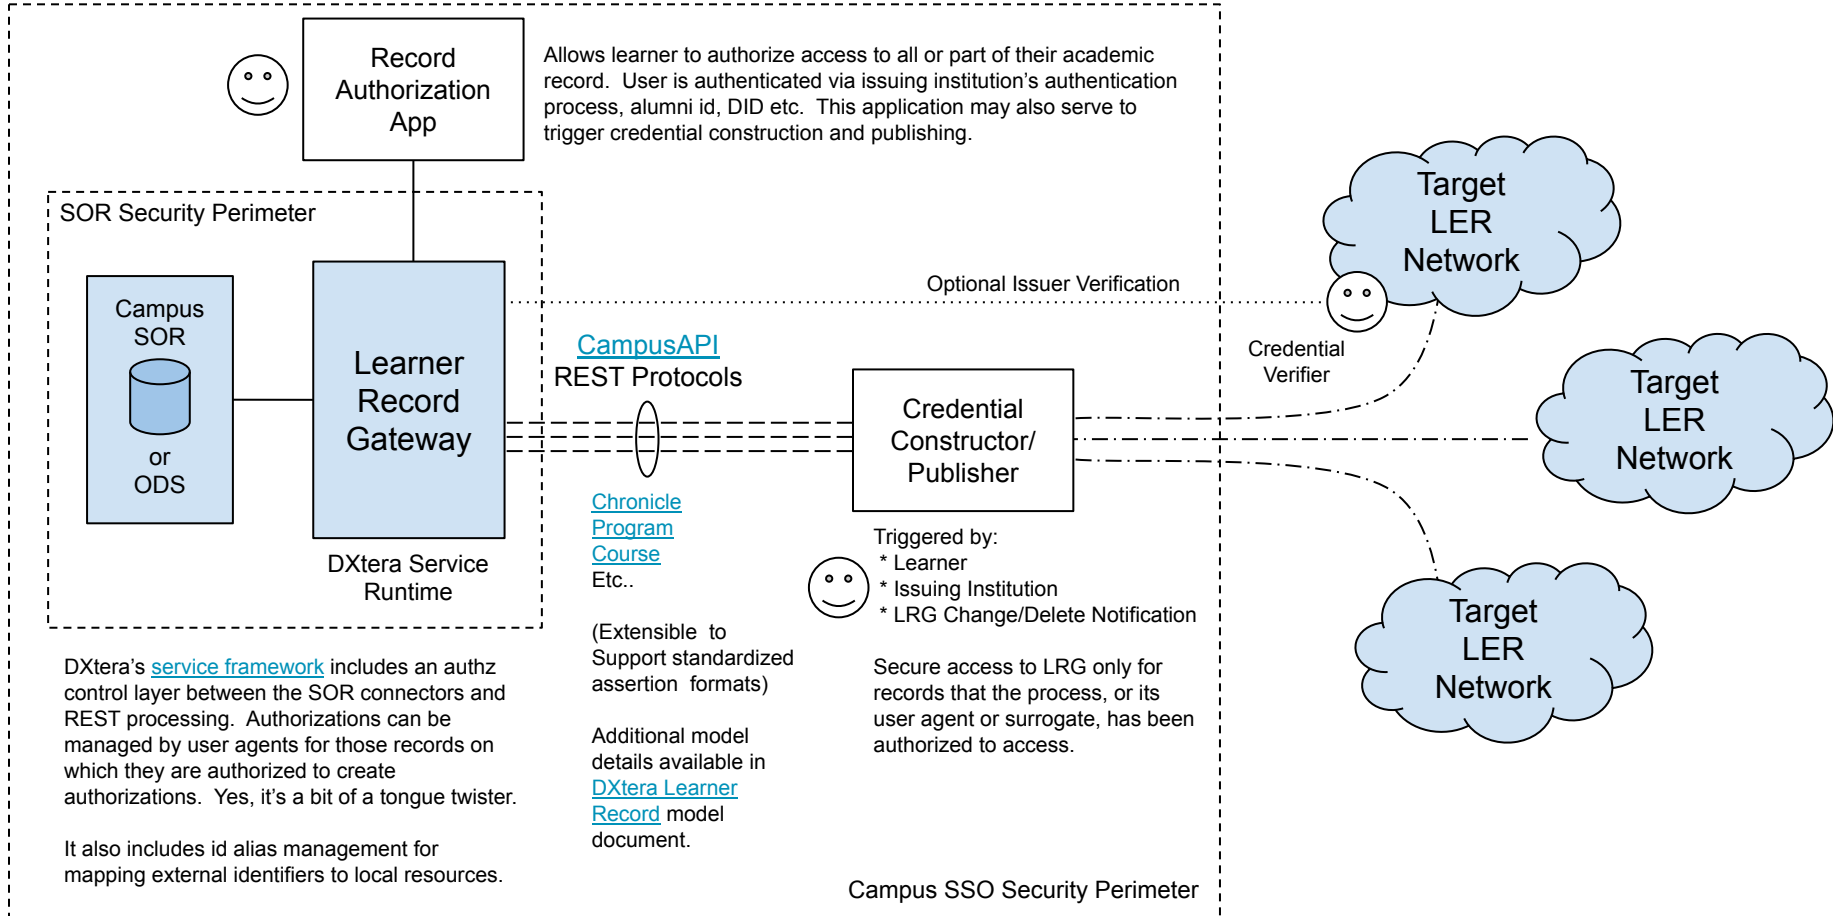 Record
Authorization
App
Allows learner to authorize access to all or part of their academic
record.  User is authenticated via issuing institution’s authentication
process, alumni id, DID etc.  This application may also serve to
trigger credential construction and publishing.
SOR Security Perimeter
Campus
SOR
or
ODS
Learner
Record
Gateway
DXtera Service
Runtime
Optional Issuer Verification
CampusAPI
REST Protocols
Chronicle
Program
Course
Etc..
(Extensible  to
Support standardized
assertion  formats)
Additional model
details available in
DXtera Learner
Record model
document.
Credential
Constructor/
Publisher
Triggered by:
* Learner
* Issuing Institution
* LRG Change/Delete Notification
Secure access to LRG only for
records that the process, or its
user agent or surrogate, has been
authorized to access.
Credential
Verifier
Target
LER
Network
Target
LER
Network
Target
LER
Network
DXtera’s service framework includes an authz
control layer between the SOR connectors and
REST processing.  Authorizations can be
managed by user agents for those records on
which they are authorized to create
authorizations.  Yes, it’s a bit of a tongue twister.
It also includes id alias management for
mapping external identifiers to local resources.
Campus SSO Security Perimeter